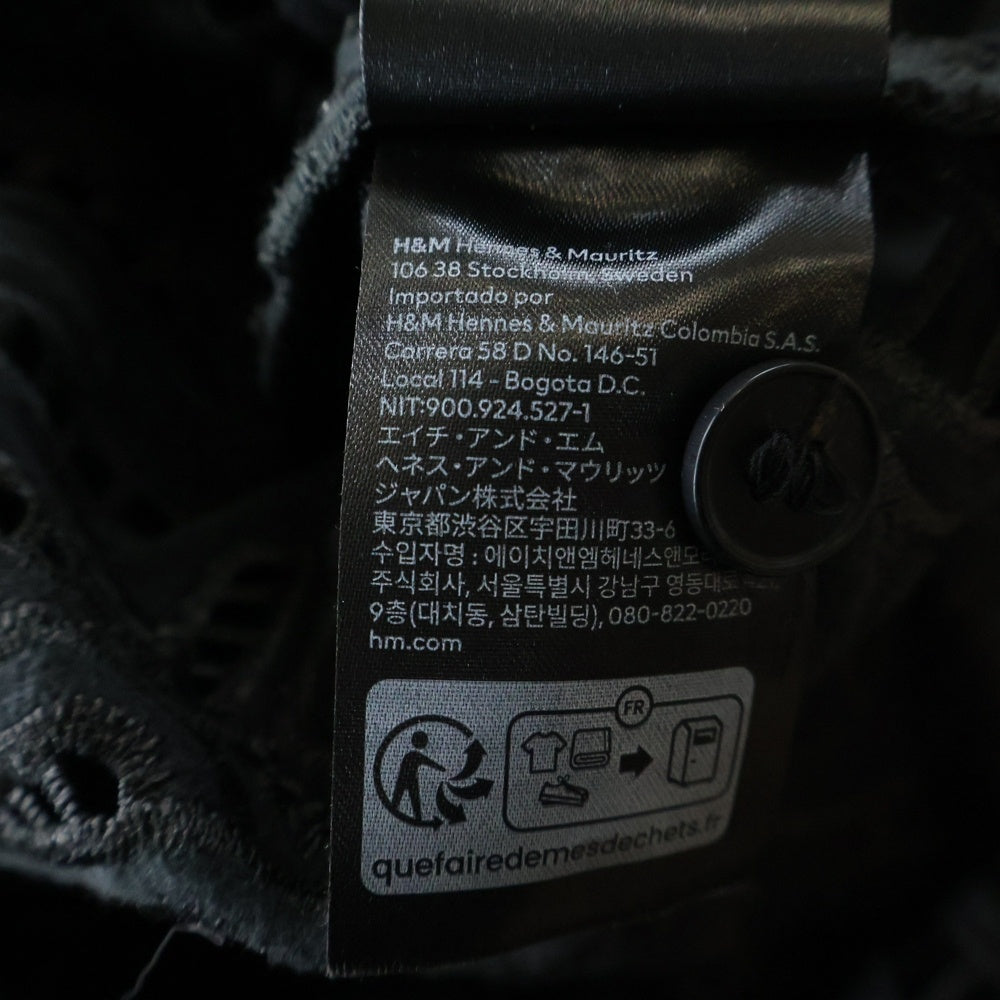 H&M Hennes & Mauritz
106 38 Stockholm Sweden
Importado por
H&M Hennes & Mauritz Colombia S.A.S.
Carrera 58 D No. 146-51
Local 114 - Bogota D.C.
NIT:900.924.527-1
エイチ・アンド・エム
ヘネス・アンド・マウリッツ
ジャパン株式会社
東京都渋谷区宇田川町33-6
수입자명 : 에이치앤엠헤네스앤모
주식회사, 서울특별시 강남구 영동대로
9층(대치동, 삼탄빌딩), 080-822-0220
hm.com
FR
quefairedemesdechets.fr